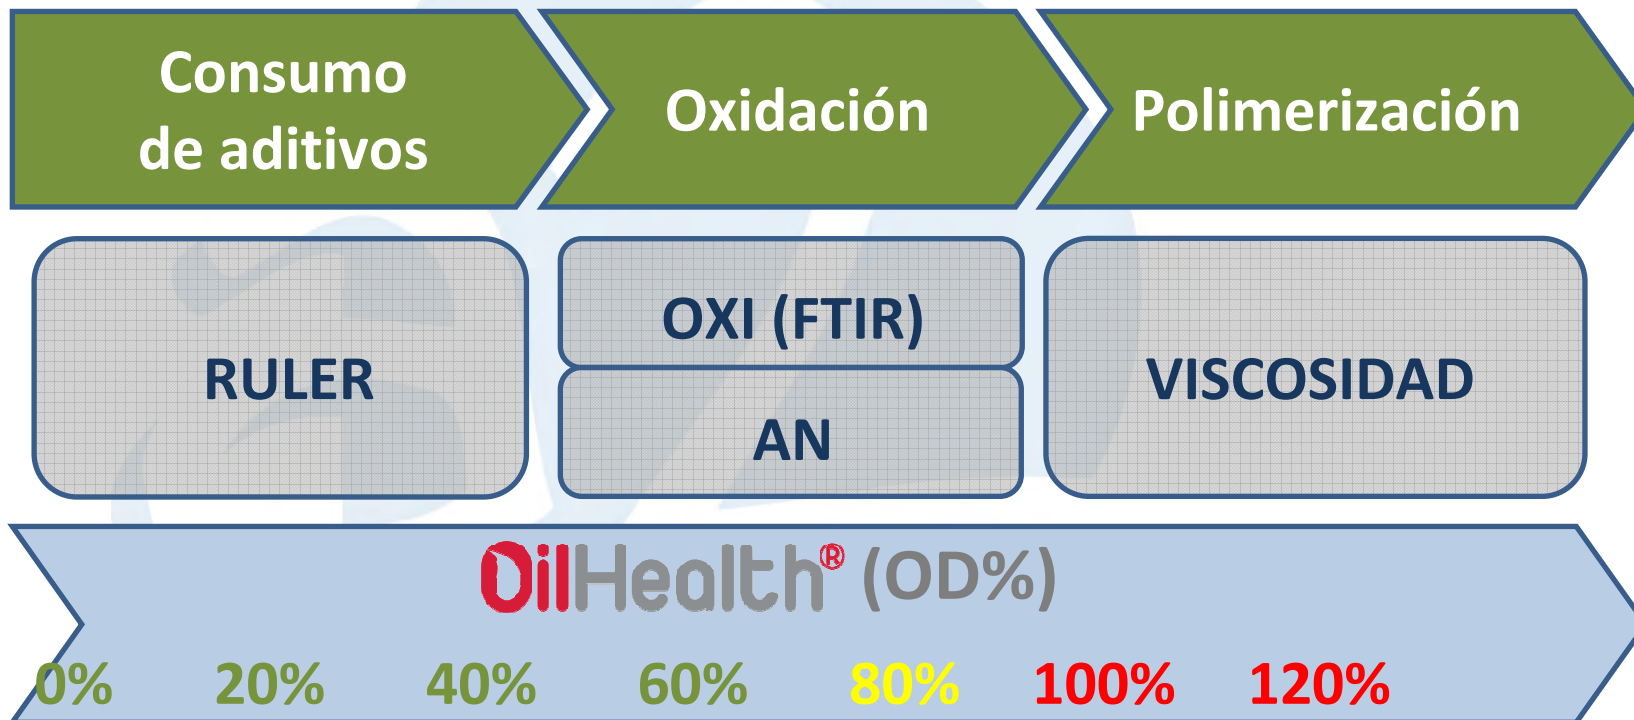 Consumo
de aditivos
Oxidación
Polimerización
RULER
OXI (FTIR)
AN
VISCOSIDAD
OilHealth® (OD%)
0% 20% 40% 60% 80% 100% 120%